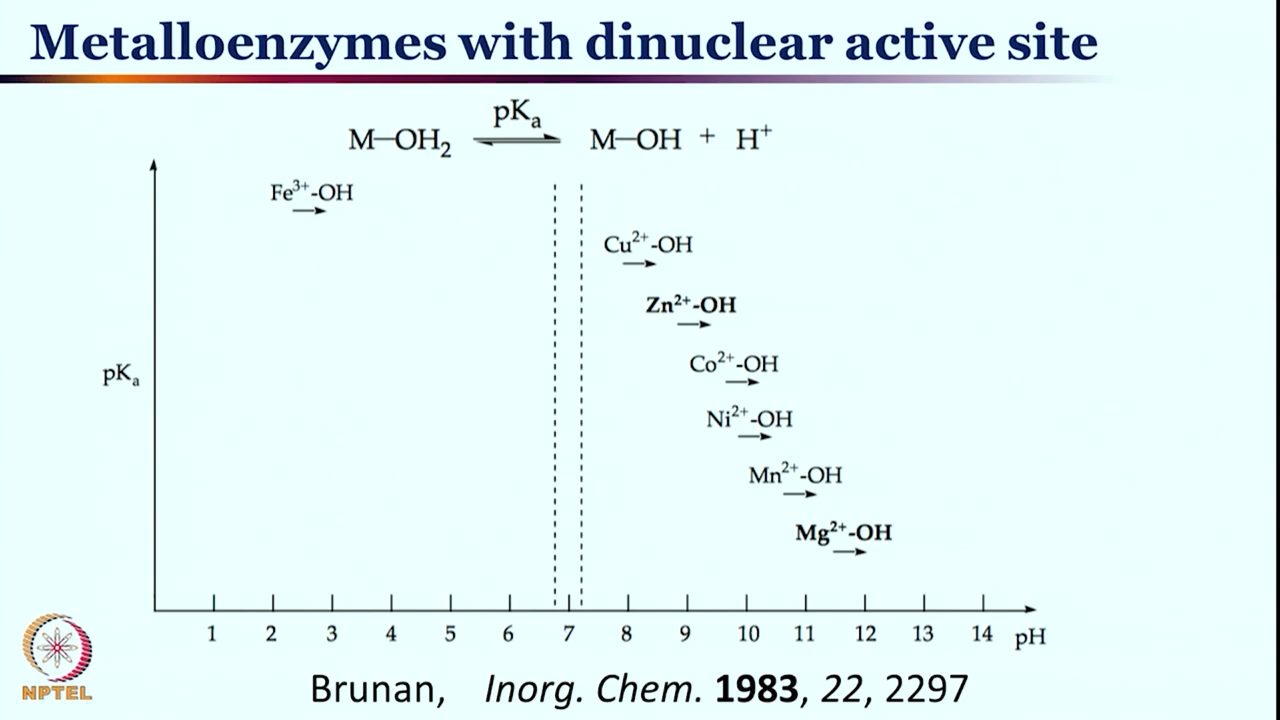 Metalloenzymes with dinuclear active site
pKₐ
M–OH₂ ⇌ M–OH + H⁺
Fe³⁺-OH
Cu²⁺-OH
Zn²⁺-OH
Co²⁺-OH
pKₐ
Ni²⁺-OH
Mn²⁺-OH
Mg²⁺-OH
1 2 3 4 5 6 7 8 9 10 11 12 13 14 pH
NPTEL
Brunan, Inorg. Chem. 1983, 22, 2297